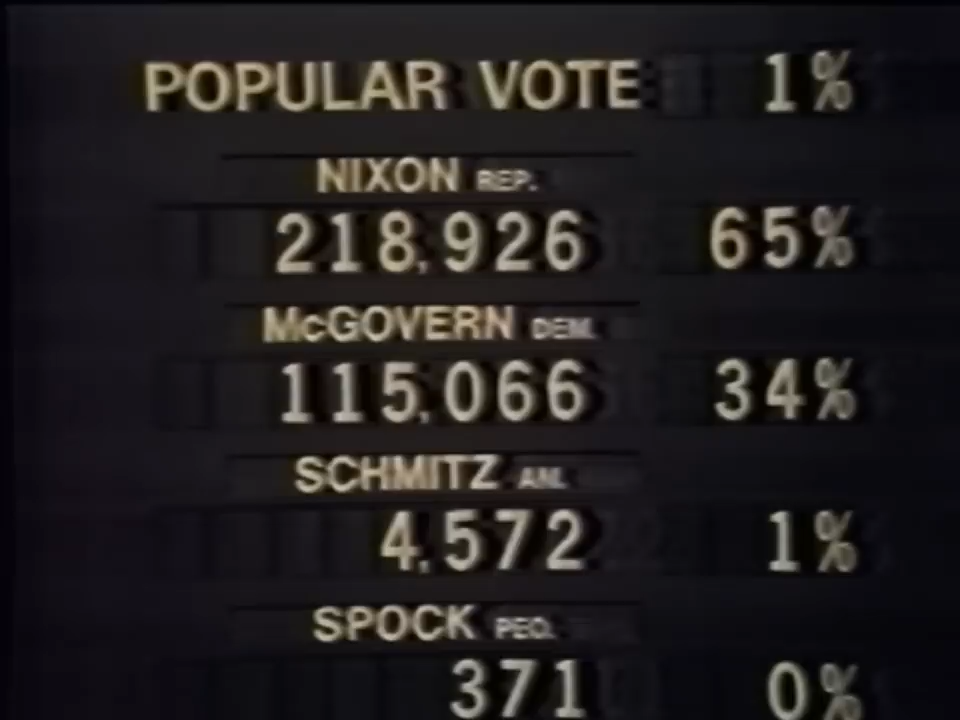 POPULAR VOTE 1%
NIXON REP.
218,926 65%
McGOVERN DEM.
115,066 34%
SCHMITZ AM.
4,572 1%
SPOCK PEO.
371 0%